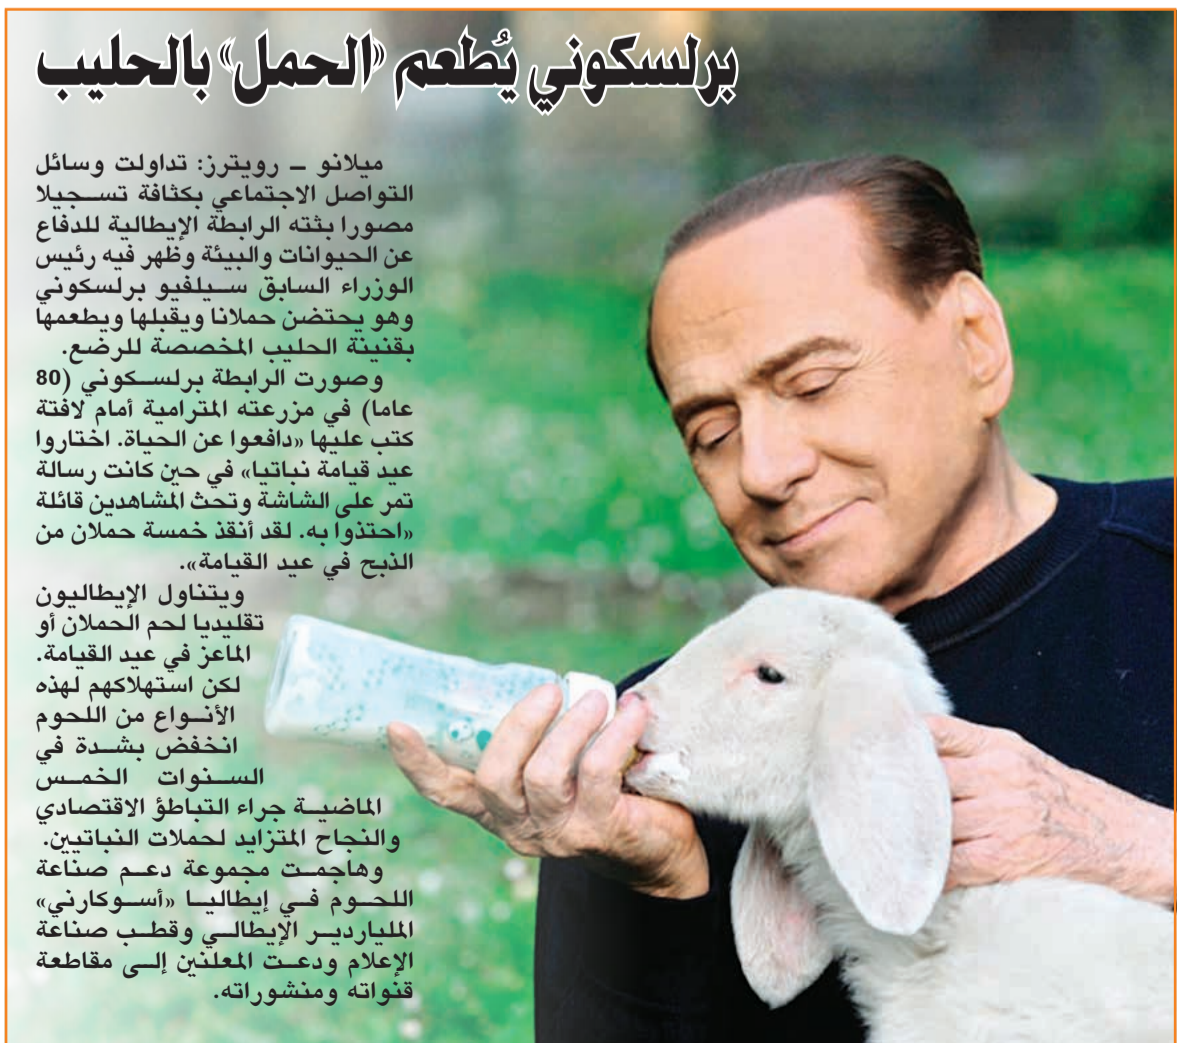 برلسكوني يُطعم «الحمل» بالحليب
ميلانو – رويترز: تداولت وسائل
التواصل الاجتماعي بكثافة تسجيلا
مصورا بثته الرابطة الإيطالية للدفاع
عن الحيوانات والبيئة وظهر فيه رئيس
الوزراء السابق سيلفيو برلسكوني
وهو يحتضن حملانا ويقبلها ويطعمها
بقنينة الحليب المخصصة للرضع.
وصورت الرابطة برلسكوني (80
عاما) في مزرعته المترامية أمام لافتة
كتب عليها «دافعوا عن الحياة. اختاروا
عيد قيامة نباتيا» في حين كانت رسالة
تمر على الشاشة وتحث المشاهدين قائلة
«احتذوا به. لقد أنقذ خمسة حملان من
الذبح في عيد القيامة».
ويتناول الإيطاليون
تقليديا لحم الحملان أو
الماعز في عيد القيامة.
لكن استهلاكهم لهذه
الأنواع من اللحوم
انخفض بشدة في
السنوات الخمس
الماضية جراء التباطؤ الاقتصادي
والنجاح المتزايد لحملات النباتيين.
وهاجمت مجموعة دعم صناعة
اللحوم في إيطاليا «أسوكارني»
الملياردير الإيطالي وقطب صناعة
الإعلام ودعت المعلنين إلى مقاطعة
قنواته ومنشوراته.